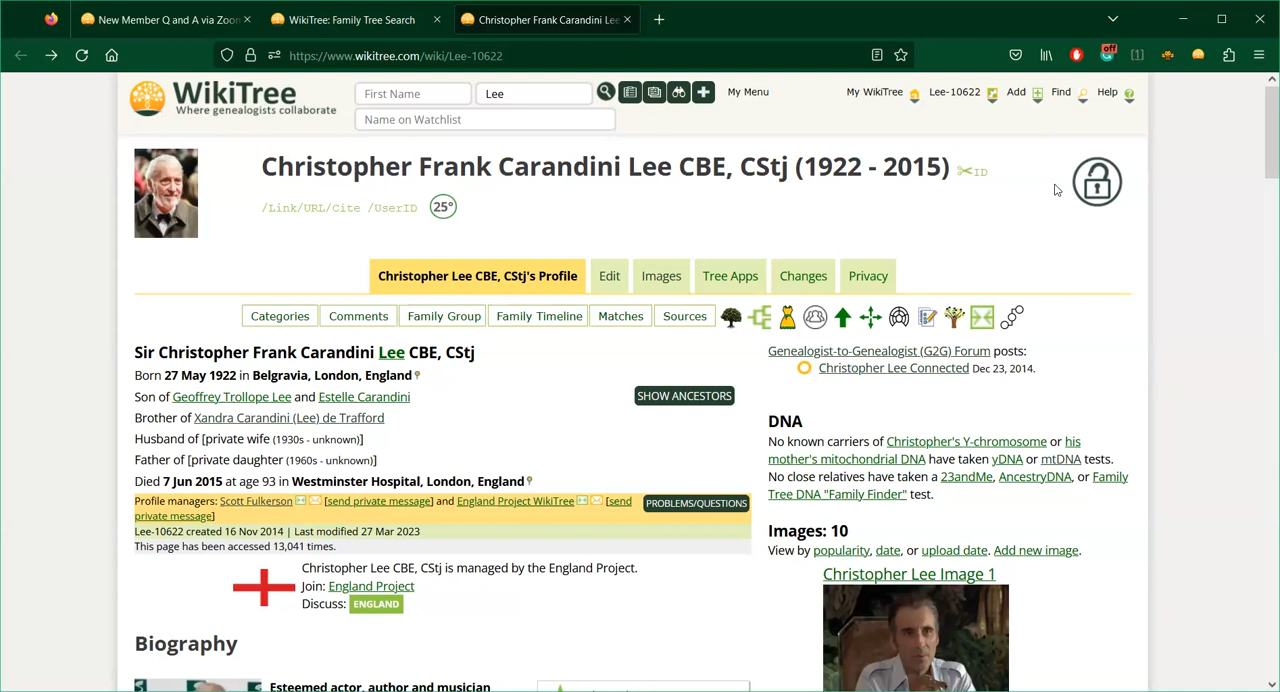 New Member Q and A via Zoom
WikiTree: Family Tree Search
Christopher Frank Carandini Lee
https://www.wikitree.com/wiki/Lee-10622
off
[1]
WikiTree
Where genealogists collaborate
First Name
Lee
Name on Watchlist
My Menu
My WikiTree
Lee-10622
Add
Find
Help
Christopher Frank Carandini Lee CBE, CStj (1922 - 2015)
ID
/Link/URL/Cite /UserID
25°
Christopher Lee CBE, CStj's Profile
Edit
Images
Tree Apps
Changes
Privacy
Categories
Comments
Family Group
Family Timeline
Matches
Sources
Sir Christopher Frank Carandini Lee CBE, CStj
Born 27 May 1922 in Belgravia, London, England
Son of Geoffrey Trollope Lee and Estelle Carandini
SHOW ANCESTORS
Brother of Xandra Carandini (Lee) de Trafford
Husband of [private wife (1930s - unknown)]
Father of [private daughter (1960s - unknown)]
Died 7 Jun 2015 at age 93 in Westminster Hospital, London, England
Profile managers: Scott Fulkerson [send private message] and England Project WikiTree [send
private message]
PROBLEMS/QUESTIONS
Lee-10622 created 16 Nov 2014 | Last modified 27 Mar 2023
This page has been accessed 13,041 times.
Christopher Lee CBE, CStj is managed by the England Project.
Join: England Project
Discuss: ENGLAND
Biography
Esteemed actor, author and musician
Genealogist-to-Genealogist (G2G) Forum posts:
Christopher Lee Connected Dec 23, 2014.
DNA
No known carriers of Christopher's Y-chromosome or his
mother's mitochondrial DNA have taken yDNA or mtDNA tests.
No close relatives have taken a 23andMe, AncestryDNA, or Family
Tree DNA "Family Finder" test.
Images: 10
View by popularity, date, or upload date. Add new image.
Christopher Lee Image 1